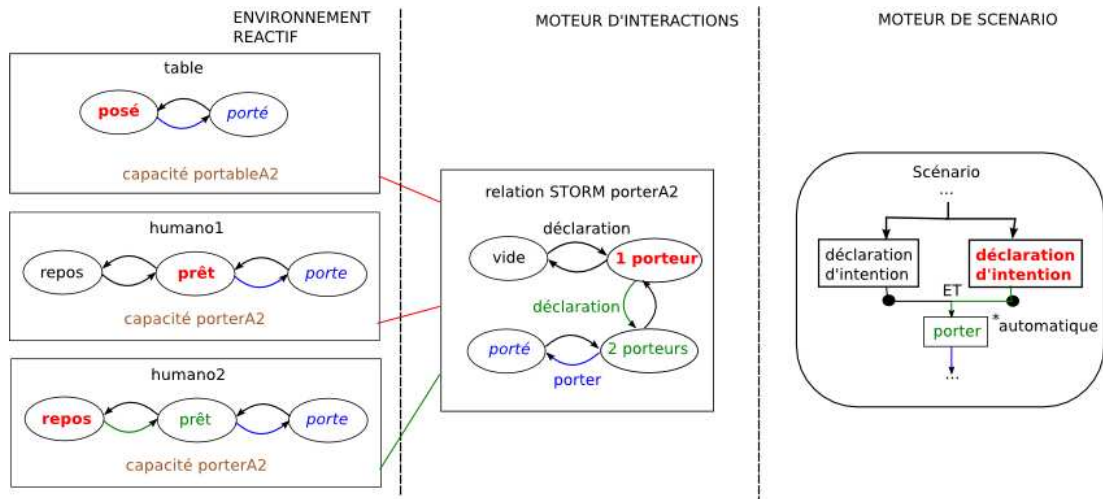 ENVIRONNEMENT
REACTIF
table
posé
porté
capacité portableA2
humano1
repos
prêt
porte
capacité porterA2
humano2
repos
prêt
porte
capacité porterA2
MOTEUR D'INTERACTIONS
relation STORM porterA2
déclaration
vide
1 porteur
déclaration
porté
2 porteurs
porter
MOTEUR DE SCENARIO
Scénario
...
déclaration
d'intention
déclaration
d'intention
ET
porter
*automatique
...